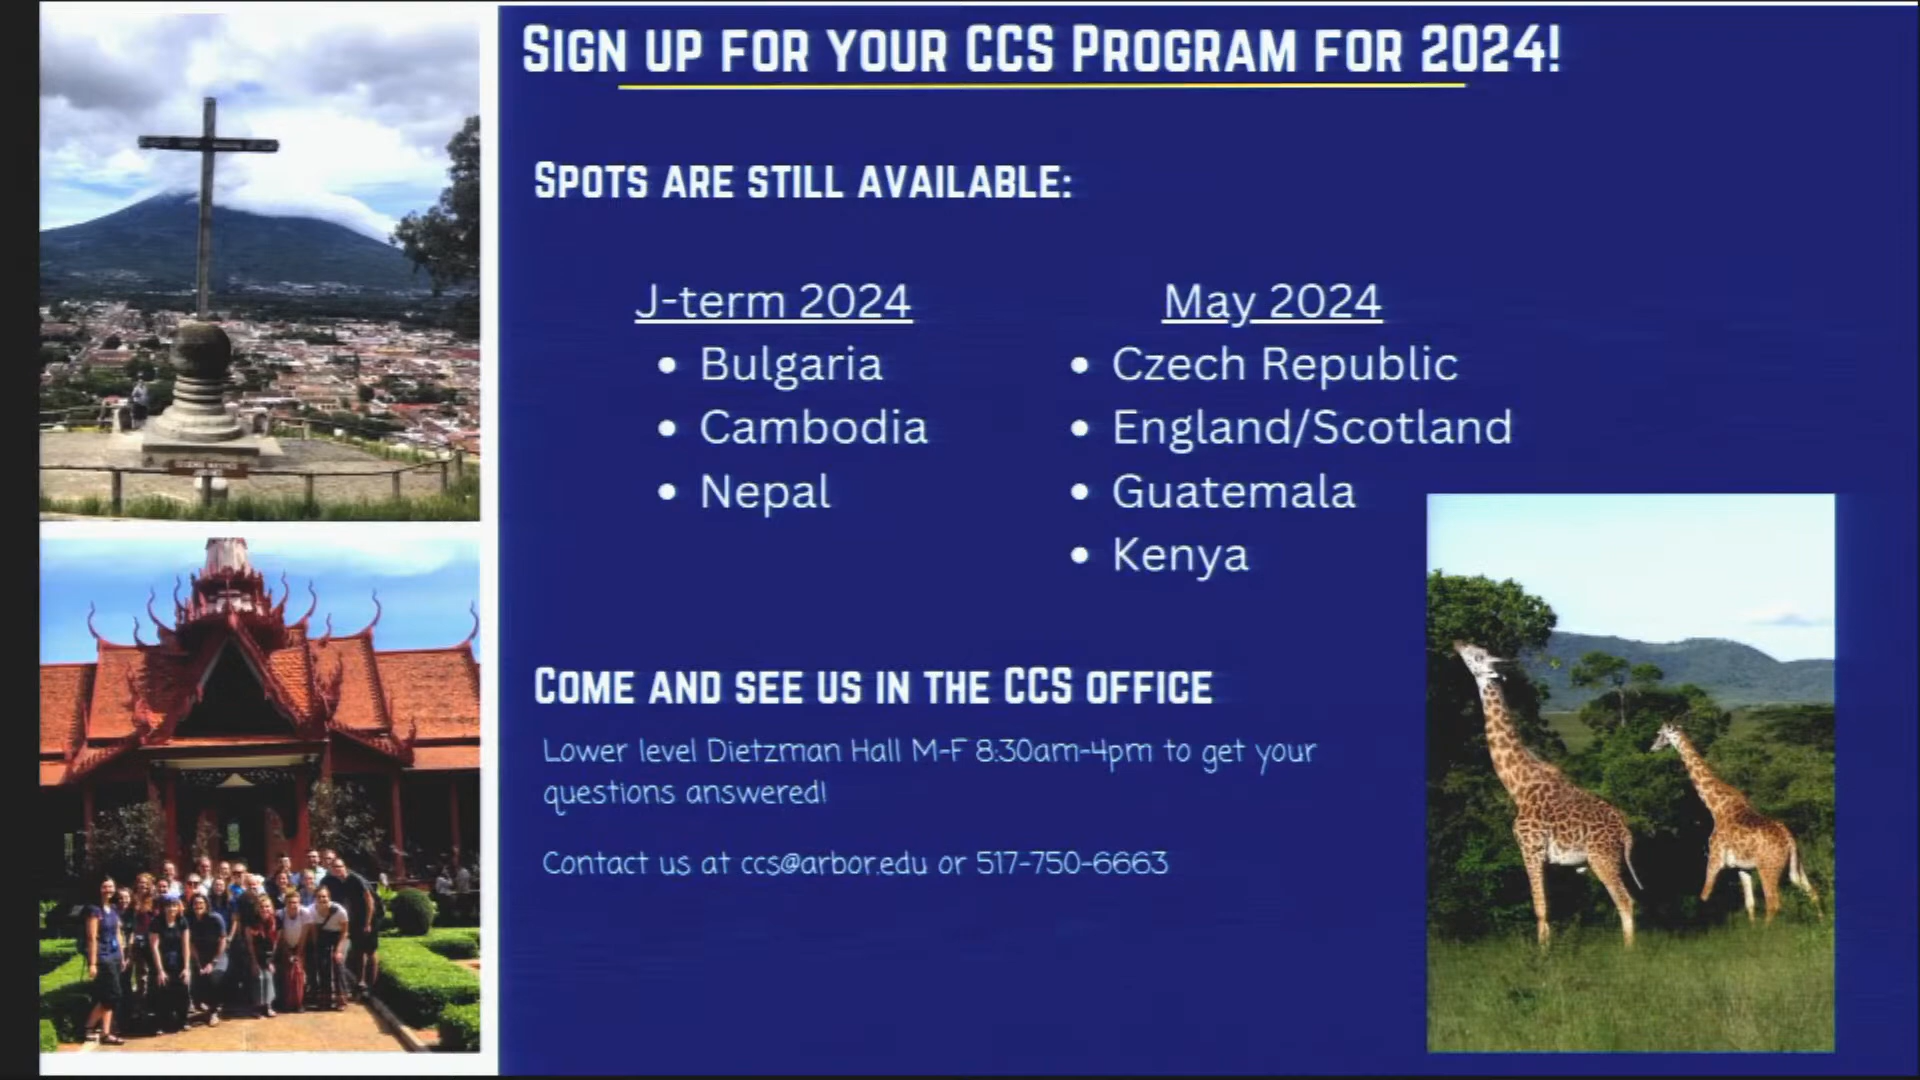 Sign up for your CCS Program for 2024!
Spots are still available:
J-term 2024
• Bulgaria
• Cambodia
• Nepal
May 2024
• Czech Republic
• England/Scotland
• Guatemala
• Kenya
Come and see us in the CCS office
Lower level Dietzman Hall M-F 8:30am-4pm to get your
questions answered!
Contact us at ccs@arbor.edu or 517-750-6663